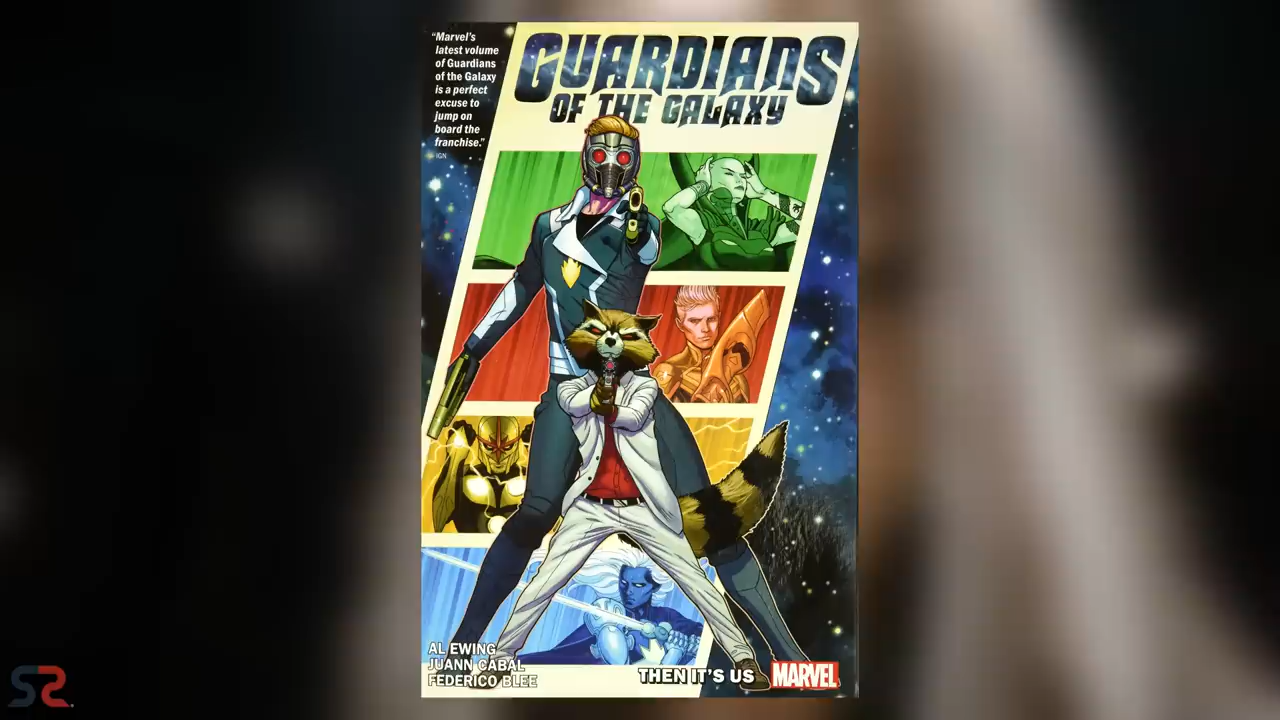 "Marvel's
latest volume
of Guardians
of the Galaxy
is a perfect
excuse to
jump on
board the
franchise."
IGN
GUARDIANS
OF THE GALAXY
AL EWING
JUANN CABAL
FEDERICO BLEE
THEN IT'S US
MARVEL
SR.